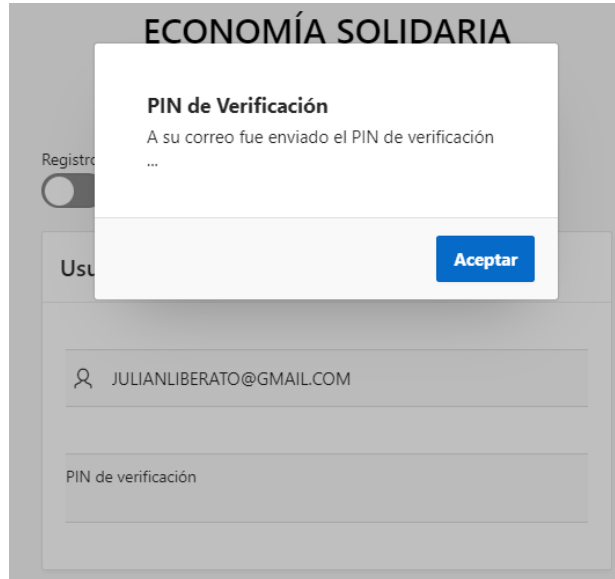 ECONOMÍA SOLIDARIA
PIN de Verificación
A su correo fue enviado el PIN de verificación
...
Aceptar
JULIANLIBERATO@GMAIL.COM
PIN de verificación